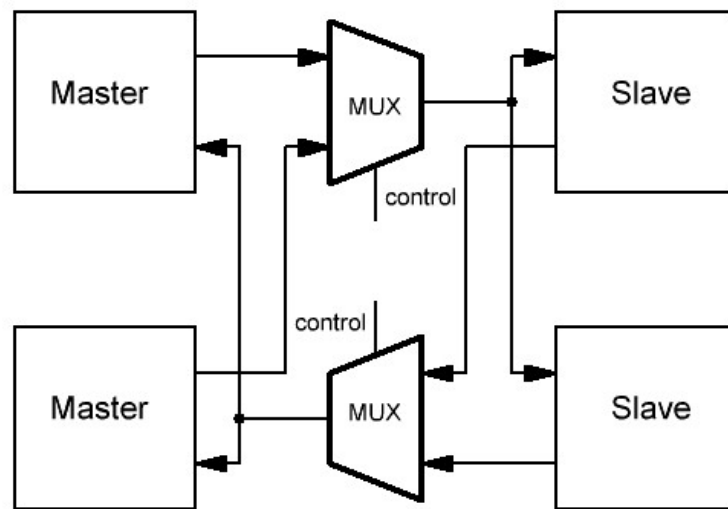 Master
MUX
Slave
control
control
Master
MUX
Slave